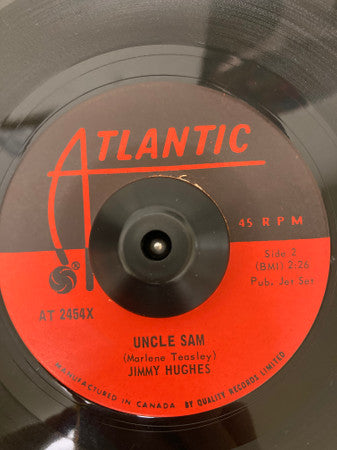 ATLANTIC
45 RPM
Side 2
(BMI) 2:26
Pub. Jer Ser
AT 2454X
UNCLE SAM
(Marlene Teasley)
JIMMY HUGHES
MANUFACTURED IN CANADA BY QUALITY RECORDS LIMITED